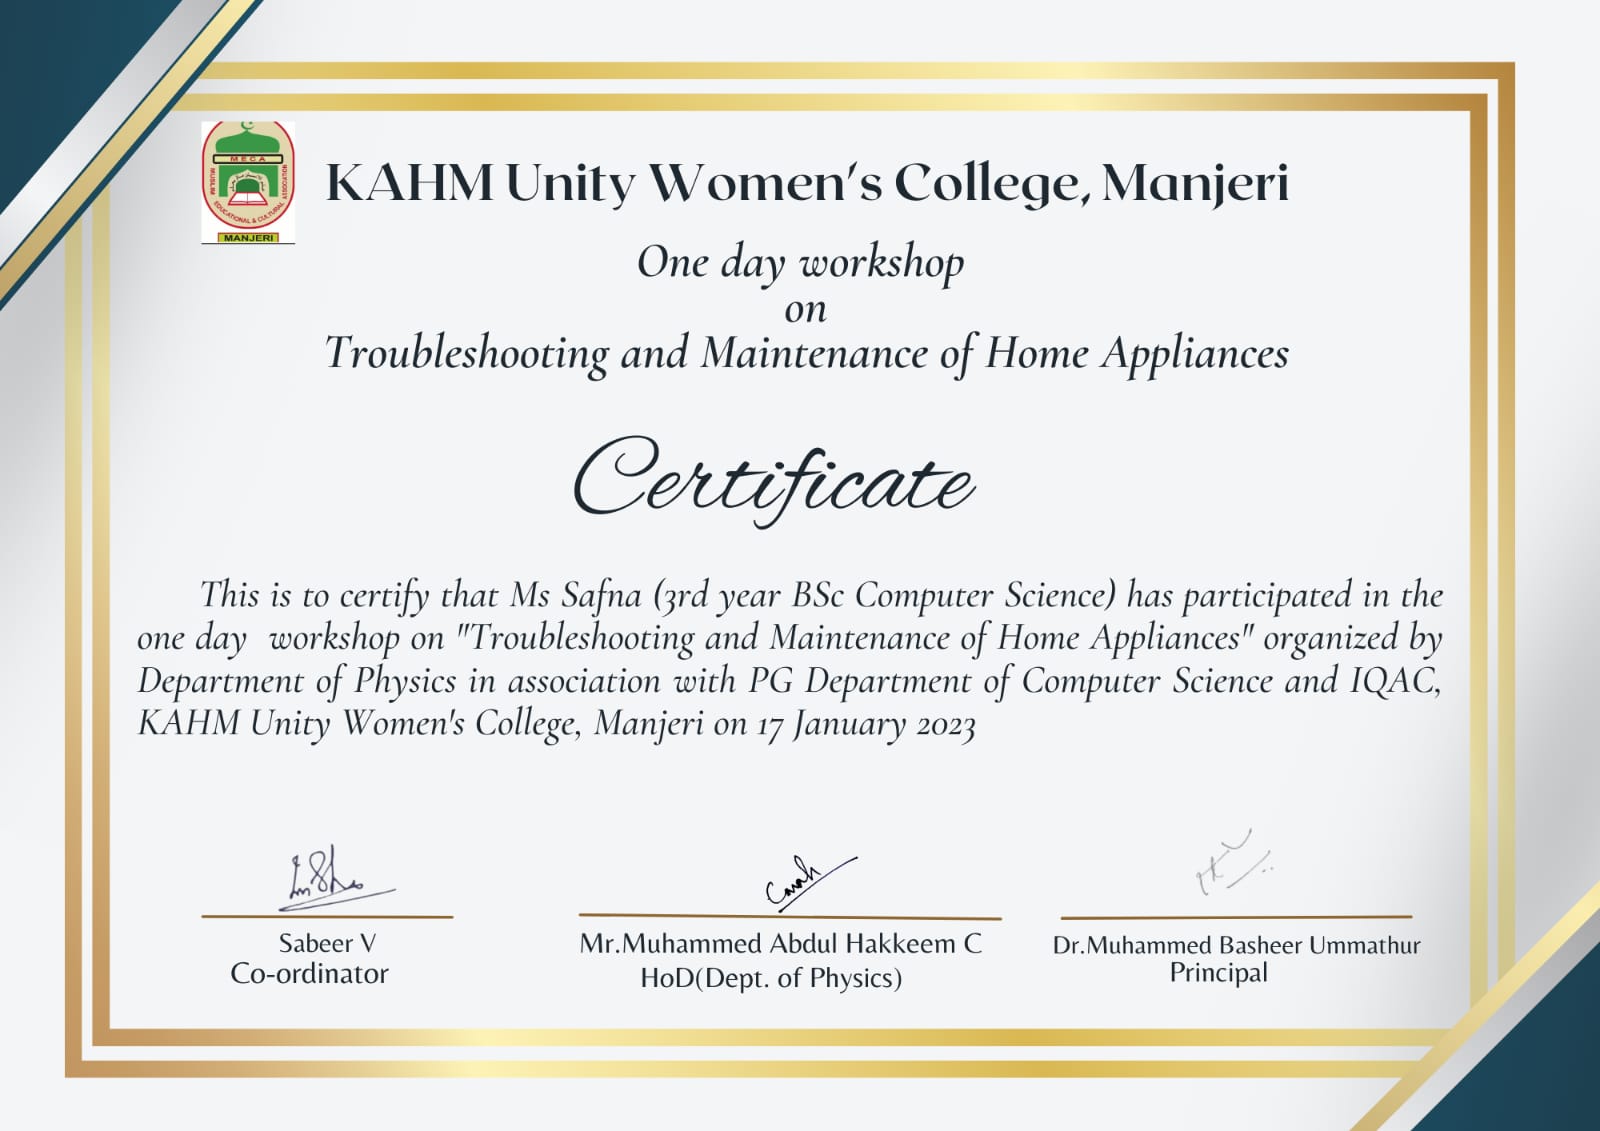 MECA
MUSLIM EDUCATIONAL & CULTURAL ASSOCIATION
MANJERI
KAHM Unity Women's College, Manjeri
One day workshop
on
Troubleshooting and Maintenance of Home Appliances
Certificate
This is to certify that Ms Safna (3rd year BSc Computer Science) has participated in the
one day workshop on "Troubleshooting and Maintenance of Home Appliances" organized by
Department of Physics in association with PG Department of Computer Science and IQAC,
KAHM Unity Women's College, Manjeri on 17 January 2023
Sabeer V
Co-ordinator
Mr.Muhammed Abdul Hakkeem C
HoD(Dept. of Physics)
Dr.Muhammed Basheer Ummathur
Principal